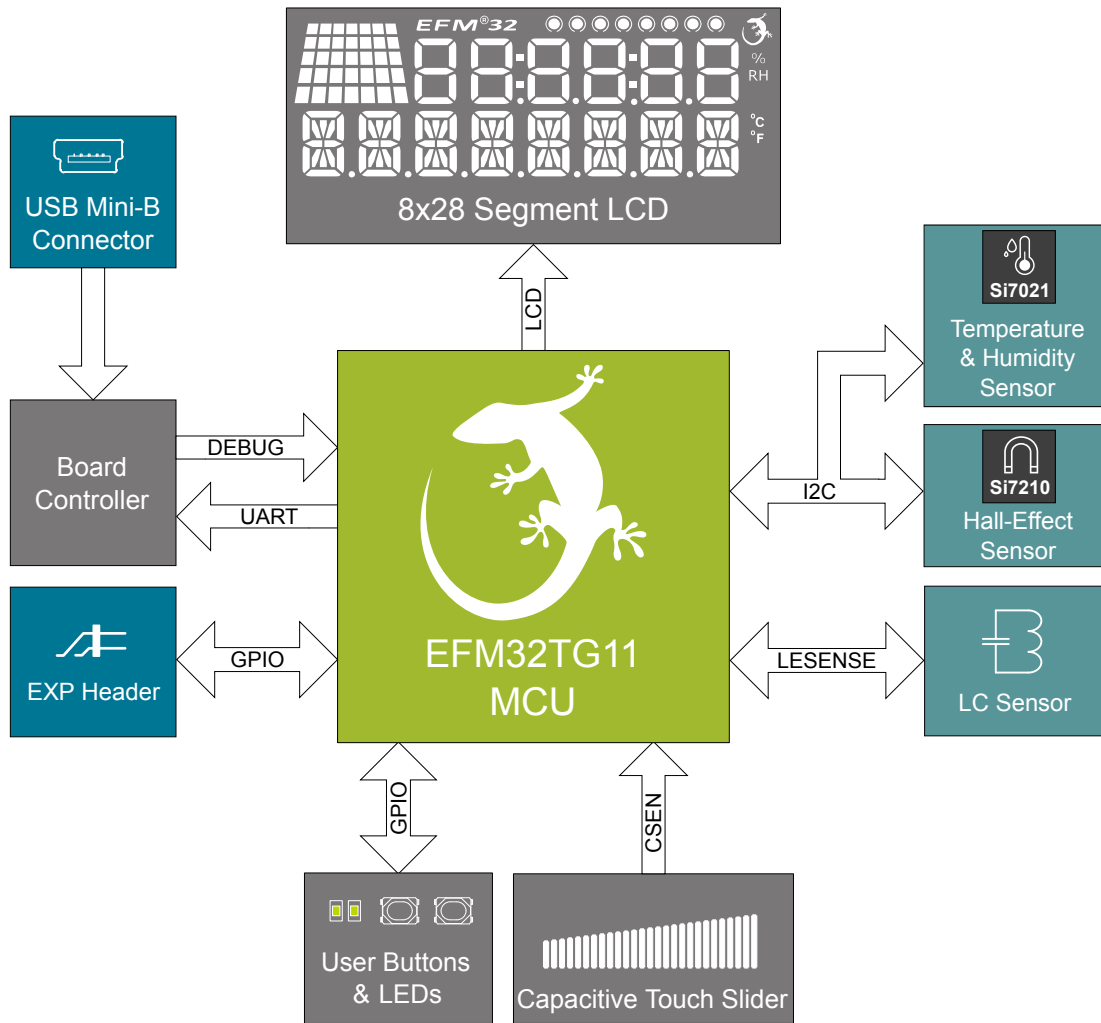 EFM®32
%
RH
°C
°F
8x28 Segment LCD
USB Mini-B
Connector
LCD
Si7021
Temperature
& Humidity
Sensor
Board
Controller
DEBUG
UART
I2C
Si7210
Hall-Effect
Sensor
EFM32TG11
MCU
EXP Header
GPIO
LESENSE
LC Sensor
GPIO
CSEN
User Buttons
& LEDs
Capacitive Touch Slider